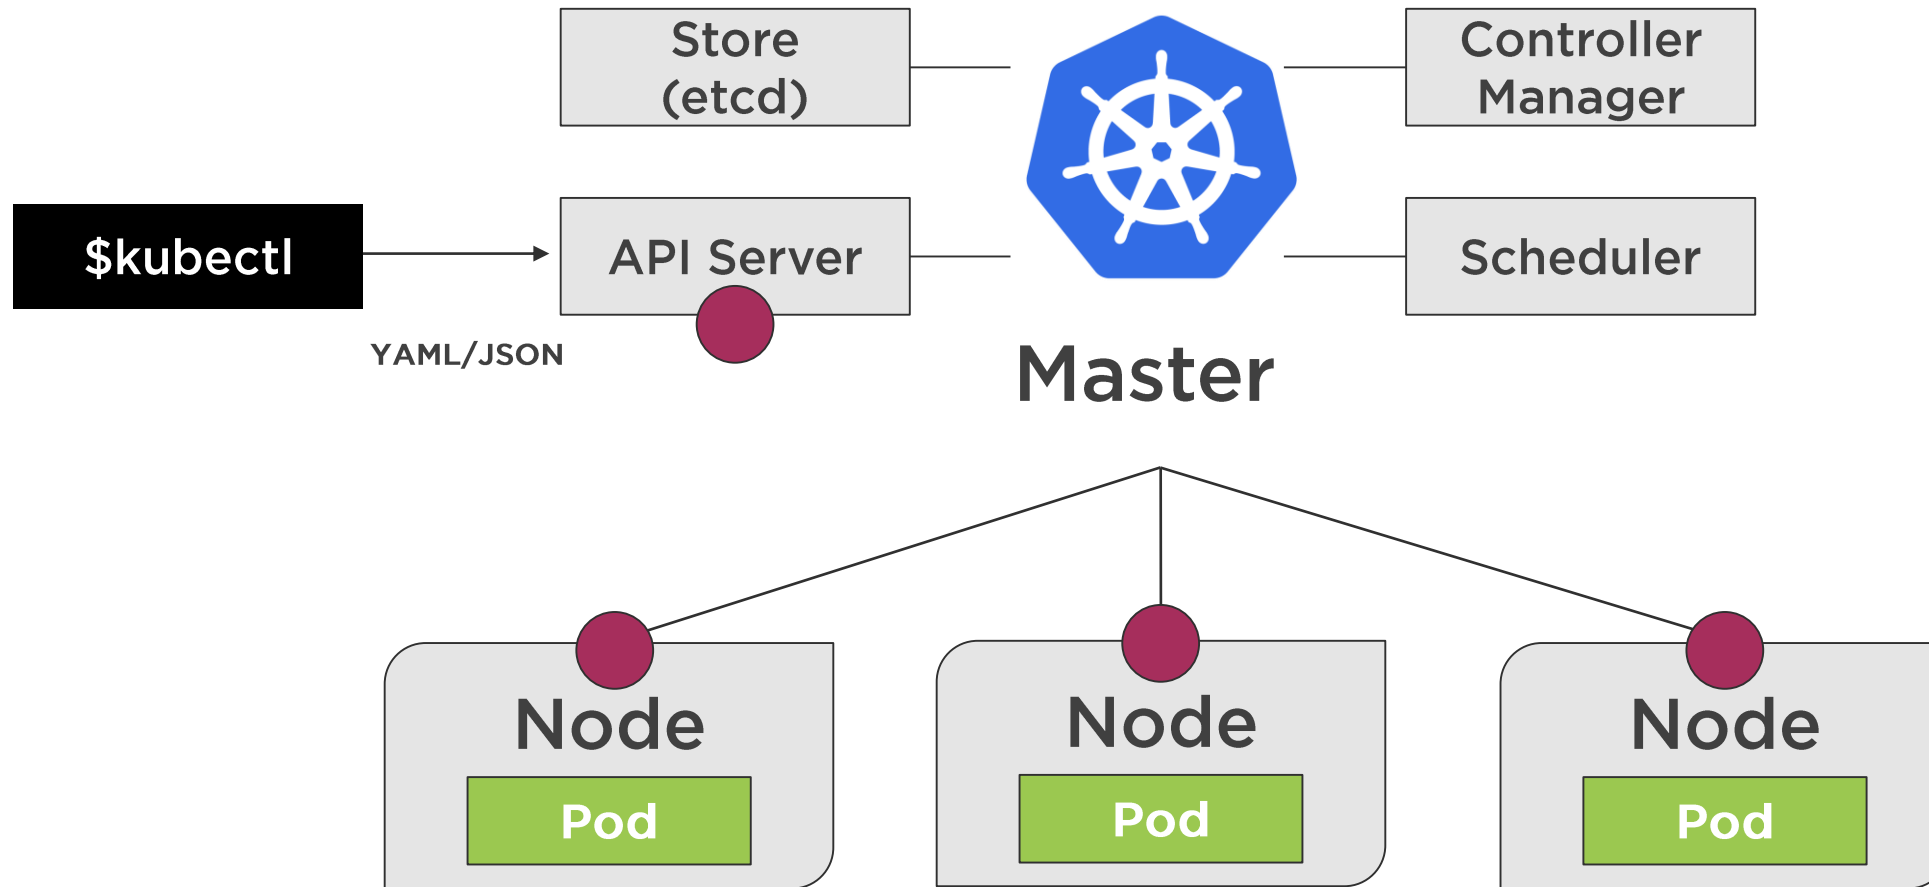 Store
(etcd)
Controller
Manager
$kubectl
API Server
Scheduler
YAML/JSON
Master
Node
Pod
Node
Pod
Node
Pod